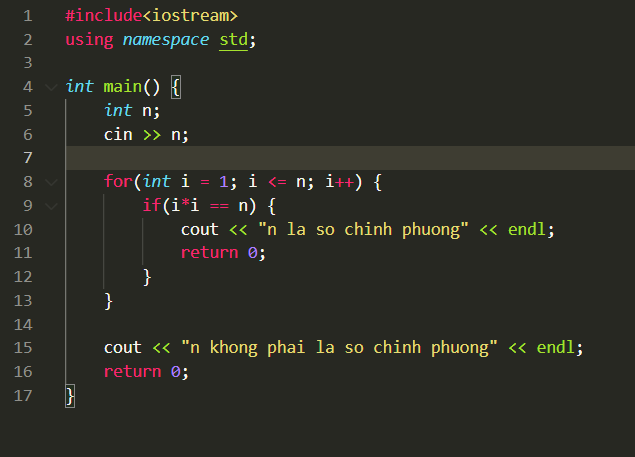 1 #include<iostream>
2 using namespace std;
3
4 int main() {
5 int n;
6 cin >> n;
7
8 for(int i = 1; i <= n; i++) {
9 if(i*i == n) {
10 cout << "n la so chinh phuong" << endl;
11 return 0;
12 }
13 }
14
15 cout << "n khong phai la so chinh phuong" << endl;
16 return 0;
17 }